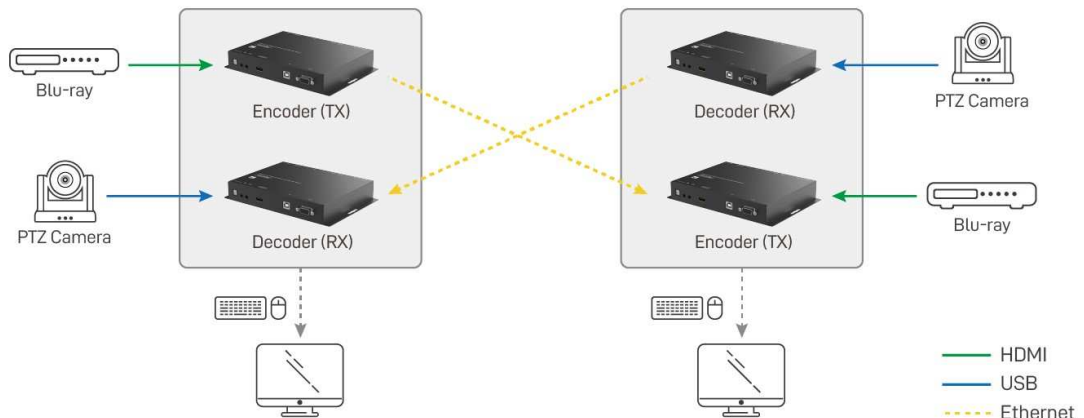 Blu-ray
Encoder (TX)
Decoder (RX)
PTZ Camera
PTZ Camera
Decoder (RX)
Encoder (TX)
Blu-ray
HDMI
USB
Ethernet